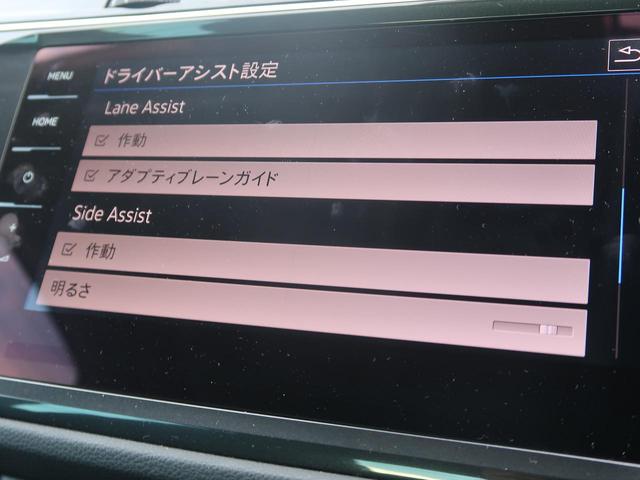 MENU
ドライバーアシスト設定
Lane Assist
HOME
作動
アダプティブレーンガイド
Side Assist
作動
明るさ